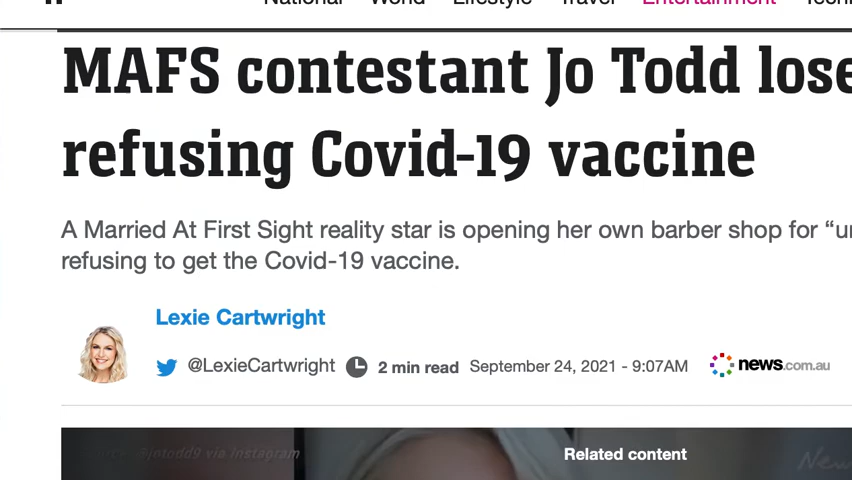 National World Lifestyle Travel Entertainment
MAFS contestant Jo Todd lose
refusing Covid-19 vaccine
A Married At First Sight reality star is opening her own barber shop for “un
refusing to get the Covid-19 vaccine.
Lexie Cartwright
@LexieCartwright 2 min read September 24, 2021 - 9:07AM news.com.au
jntodd9 via Instagram
Related content